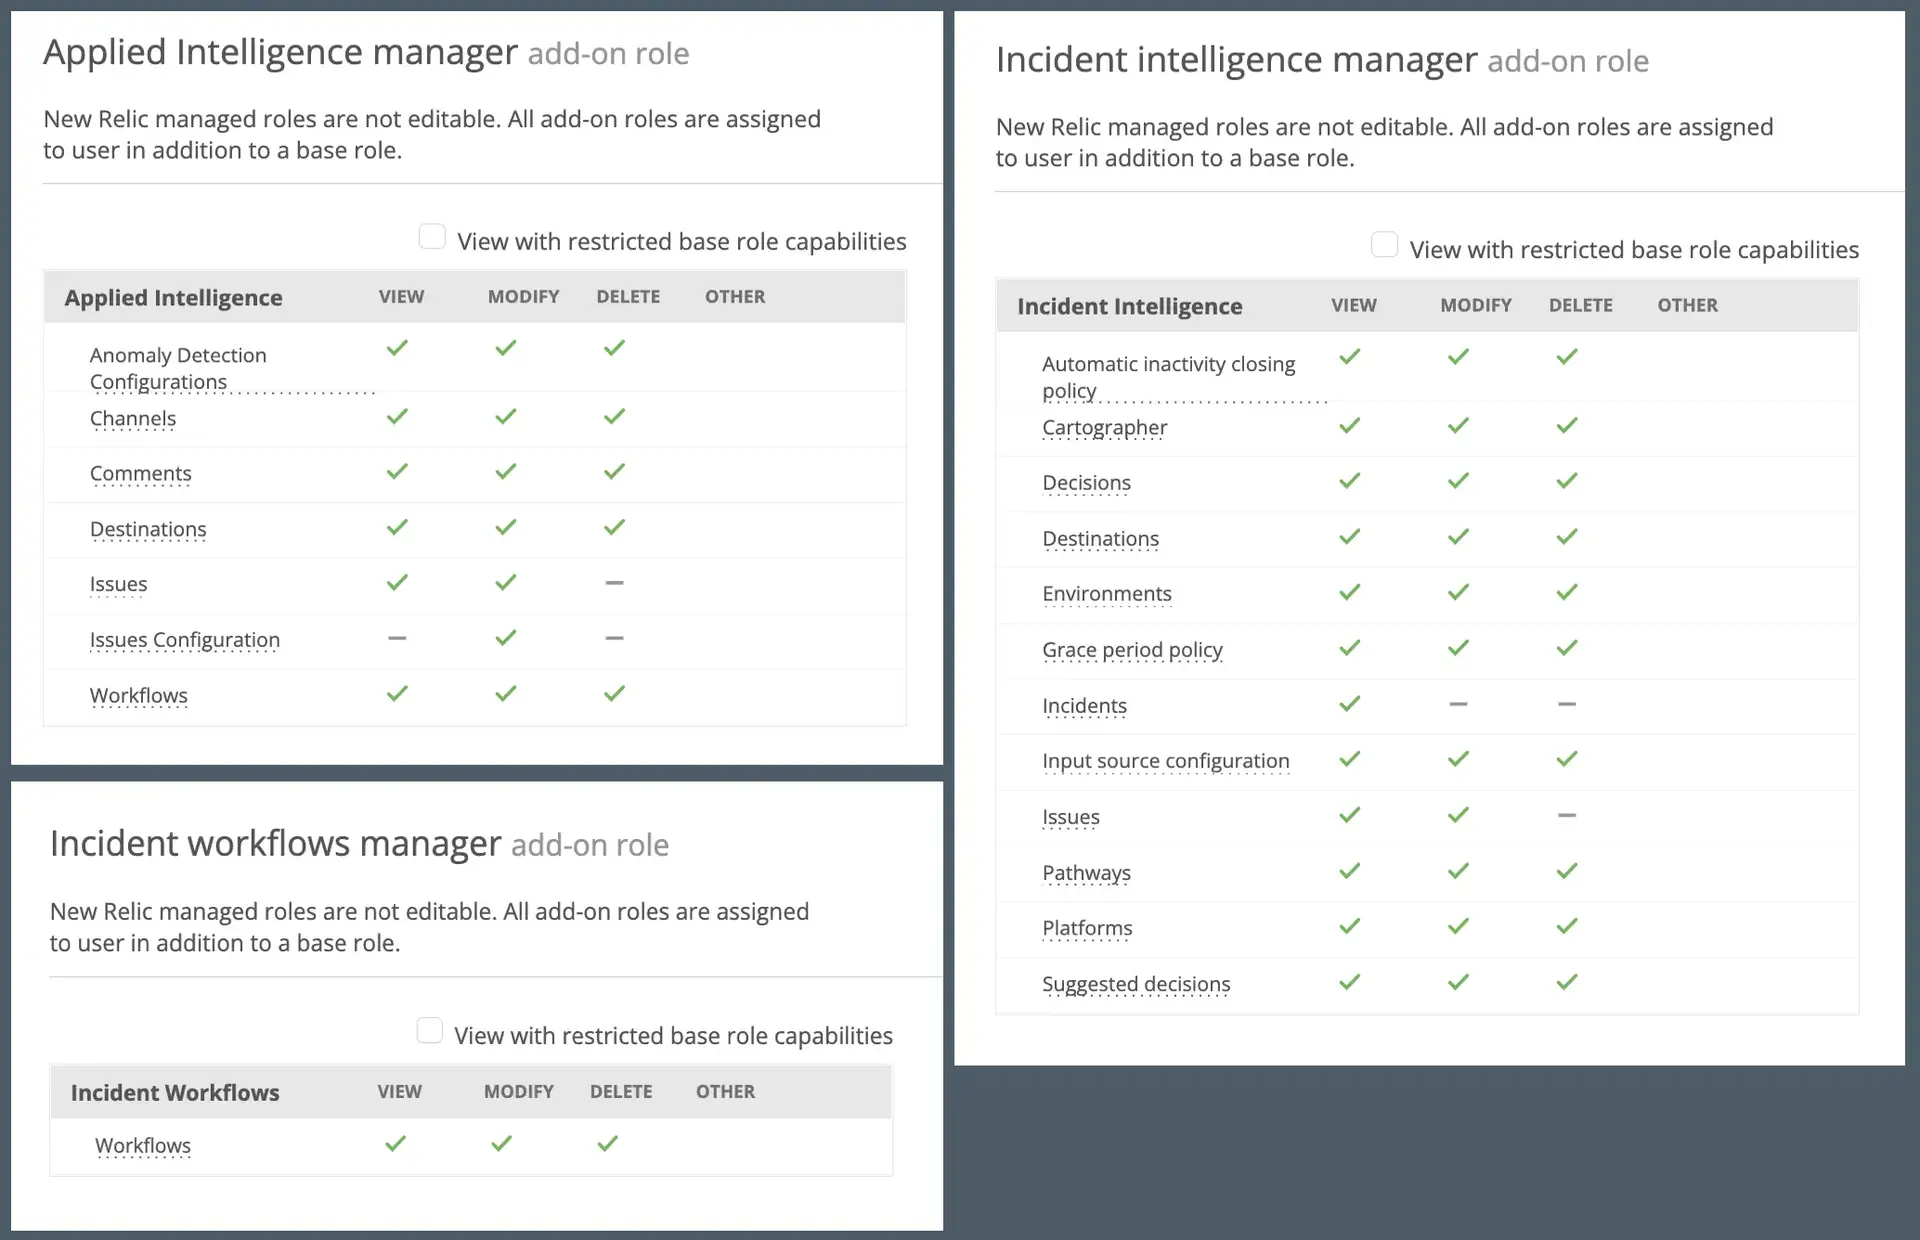 Applied Intelligence manager add-on role
New Relic managed roles are not editable. All add-on roles are assigned
to user in addition to a base role.
View with restricted base role capabilities
Applied Intelligence VIEW MODIFY DELETE OTHER
Anomaly Detection
Configurations
Channels
Comments
Destinations
Issues
Issues Configuration
Workflows
Incident workflows manager add-on role
New Relic managed roles are not editable. All add-on roles are assigned
to user in addition to a base role.
View with restricted base role capabilities
Incident Workflows VIEW MODIFY DELETE OTHER
Workflows
Incident intelligence manager add-on role
New Relic managed roles are not editable. All add-on roles are assigned
to user in addition to a base role.
View with restricted base role capabilities
Incident Intelligence VIEW MODIFY DELETE OTHER
Automatic inactivity closing
policy
Cartographer
Decisions
Destinations
Environments
Grace period policy
Incidents
Input source configuration
Issues
Pathways
Platforms
Suggested decisions